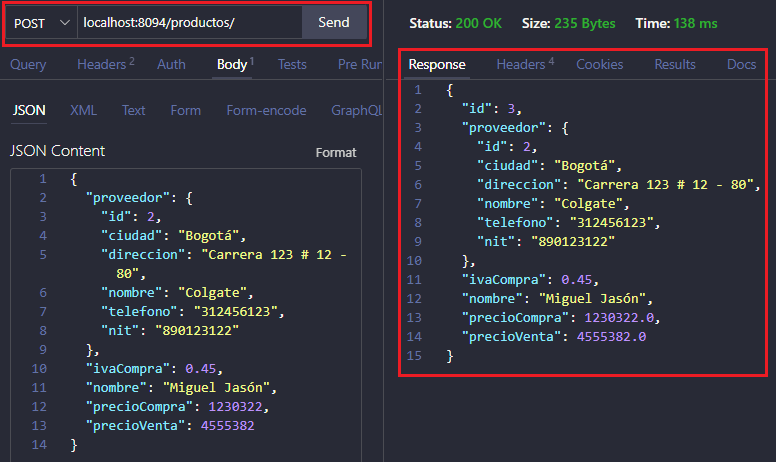 POST localhost:8094/productos/ Send
Query Headers 2 Auth Body 1 Tests Pre Run
JSON XML Text Form Form-encode GraphQL
JSON Content Format
1 {
2 "proveedor": {
3 "id": 2,
4 "ciudad": "Bogotá",
5 "direccion": "Carrera 123 # 12 -
80",
6 "nombre": "Colgate",
7 "telefono": "312456123",
8 "nit": "890123122"
9 },
10 "ivaCompra": 0.45,
11 "nombre": "Miguel Jasón",
12 "precioCompra": 1230322,
13 "precioVenta": 4555382
14 }
Status: 200 OK Size: 235 Bytes Time: 138 ms
Response Headers 4 Cookies Results Docs
1 {
2 "id": 3,
3 "proveedor": {
4 "id": 2,
5 "ciudad": "Bogotá",
6 "direccion": "Carrera 123 # 12 - 80",
7 "nombre": "Colgate",
8 "telefono": "312456123",
9 "nit": "890123122"
10 },
11 "ivaCompra": 0.45,
12 "nombre": "Miguel Jasón",
13 "precioCompra": 1230322.0,
14 "precioVenta": 4555382.0
15 }